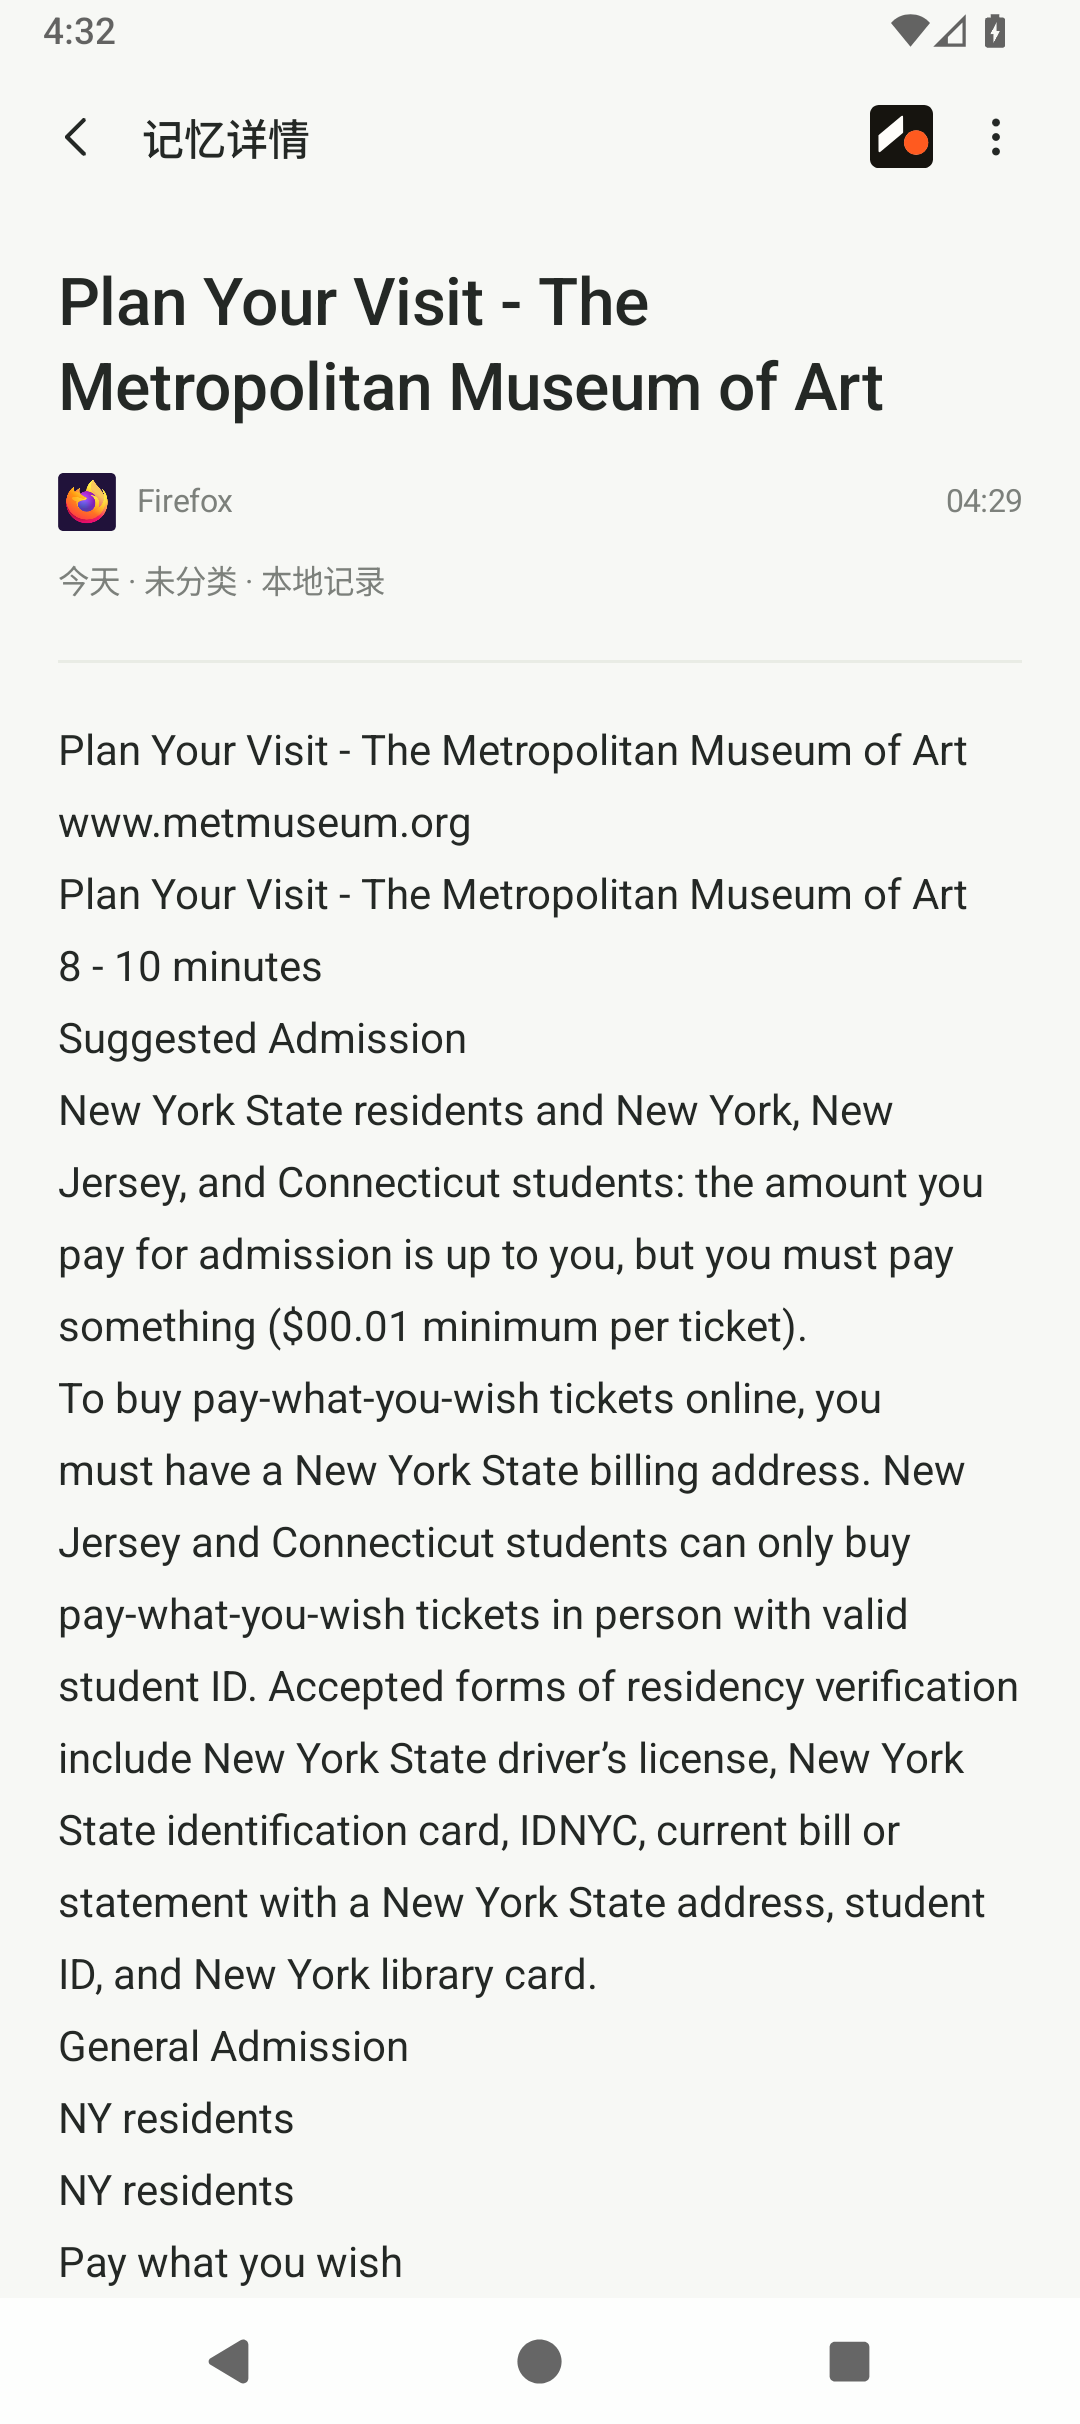 4:32
记忆详情
Plan Your Visit - The
Metropolitan Museum of Art
Firefox
04:29
今天 · 未分类 · 本地记录
Plan Your Visit - The Metropolitan Museum of Art
www.metmuseum.org
Plan Your Visit - The Metropolitan Museum of Art
8 - 10 minutes
Suggested Admission
New York State residents and New York, New
Jersey, and Connecticut students: the amount you
pay for admission is up to you, but you must pay
something ($00.01 minimum per ticket).
To buy pay-what-you-wish tickets online, you
must have a New York State billing address. New
Jersey and Connecticut students can only buy
pay-what-you-wish tickets in person with valid
student ID. Accepted forms of residency verification
include New York State driver’s license, New York
State identification card, IDNYC, current bill or
statement with a New York State address, student
ID, and New York library card.
General Admission
NY residents
NY residents
Pay what you wish